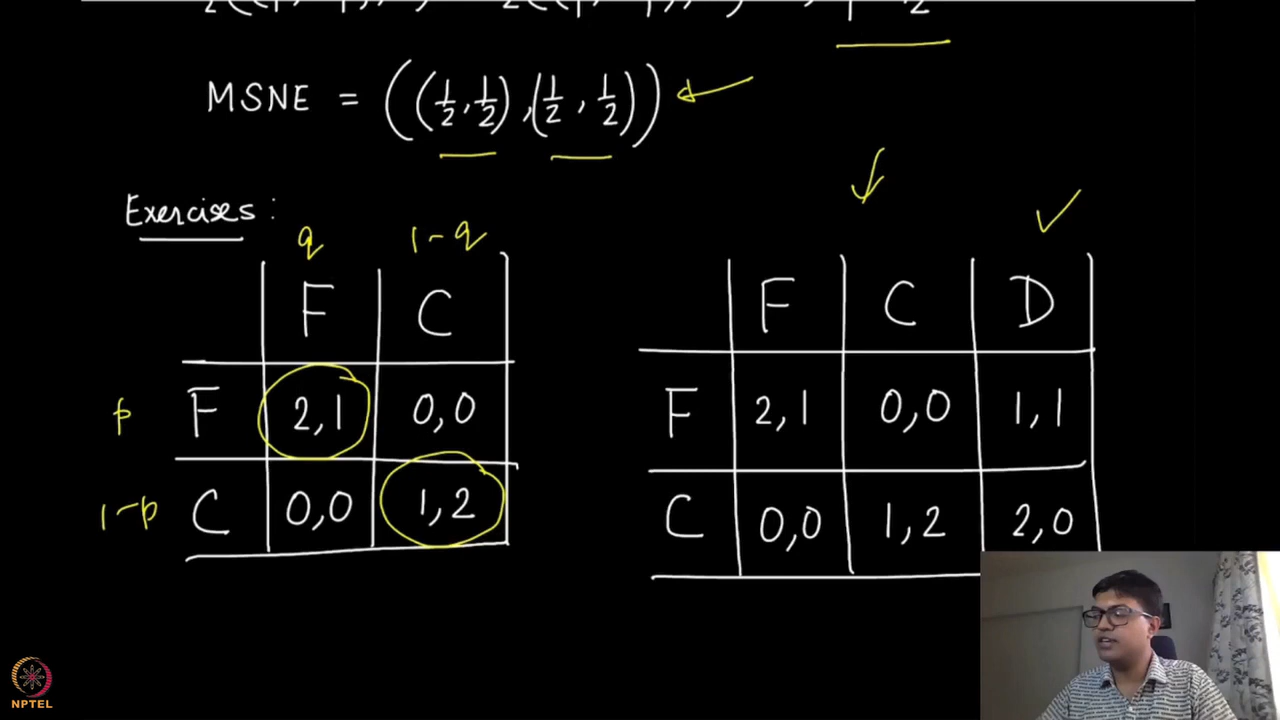 MSNE = ((1/2, 1/2), (1/2, 1/2))
Exercises :
q 1-q
F C
p F 2,1 0,0
1-p C 0,0 1,2
F C D
F 2,1 0,0 1,1
C 0,0 1,2 2,0
NPTEL